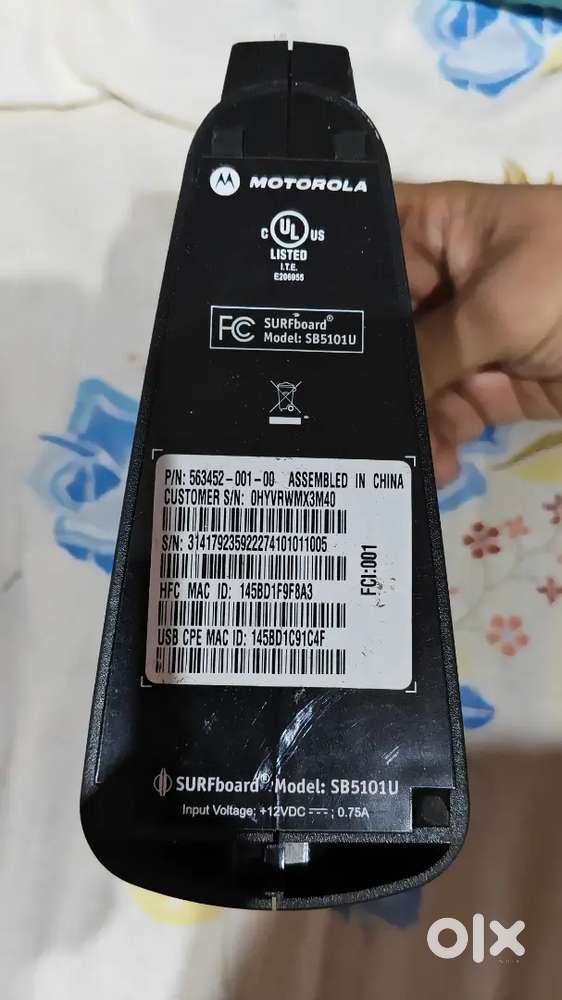 MOTOROLA
C UL US
LISTED
I.T.E.
E206955
FC SURFboard®
Model: SB5101U
P/N: 563452-001-00 ASSEMBLED IN CHINA
CUSTOMER S/N: 0HYVRWMX3M40
S/N: 314179235922274101011005
HFC MAC ID: 145BD1F9F8A3
USB CPE MAC ID: 145BD1C91C4F
FCI:001
SURFboard® Model: SB5101U
Input Voltage: +12VDC ⎓; 0.75A
olx